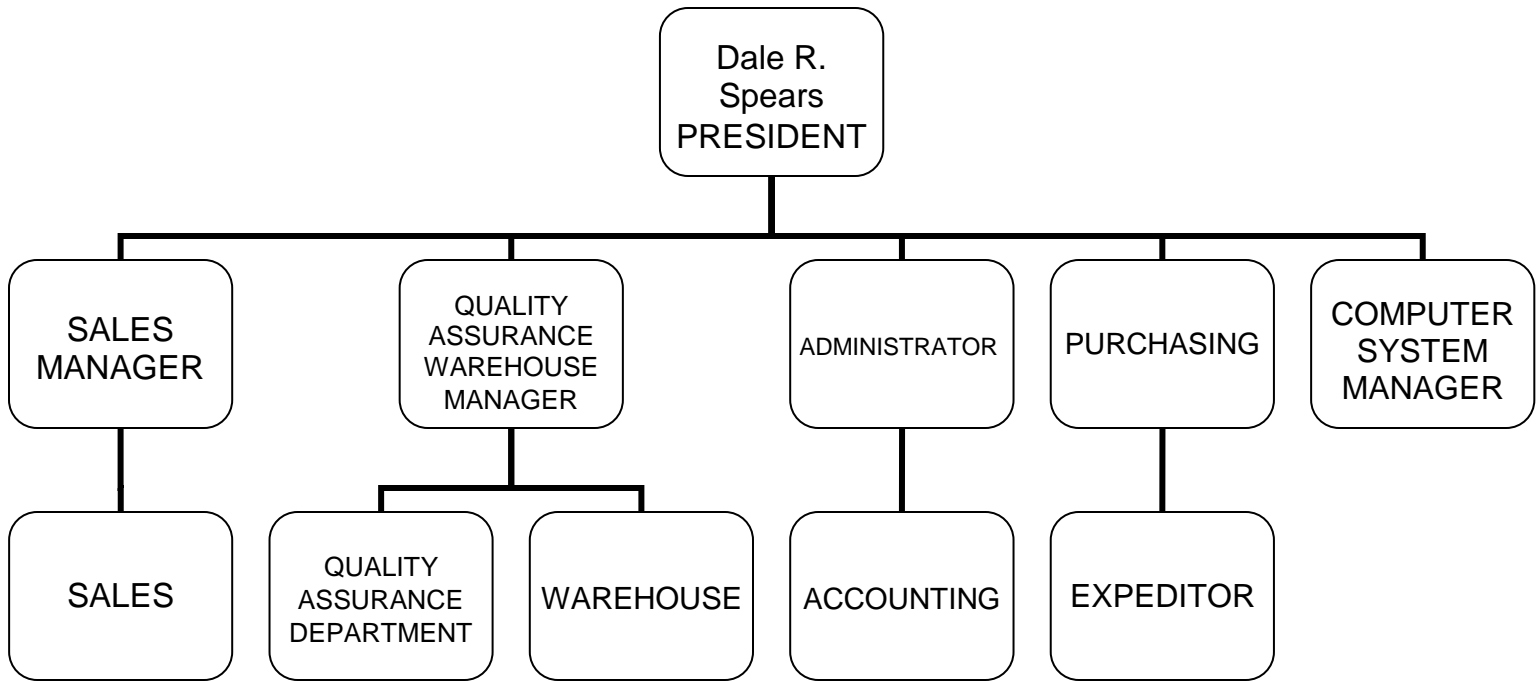 Dale R.
Spears
PRESIDENT
SALES
MANAGER
QUALITY
ASSURANCE
WAREHOUSE
MANAGER
ADMINISTRATOR
PURCHASING
COMPUTER
SYSTEM
MANAGER
SALES
QUALITY
ASSURANCE
DEPARTMENT
WAREHOUSE
ACCOUNTING
EXPEDITOR